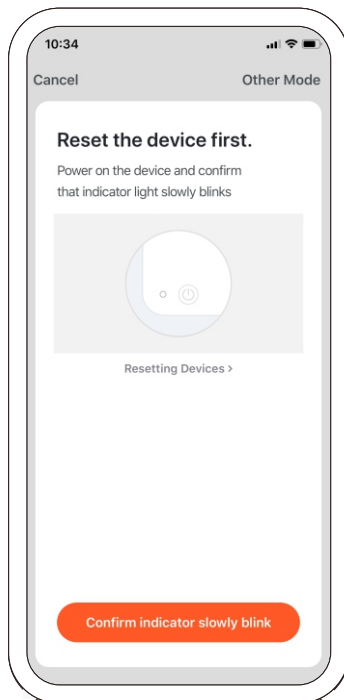 10:34
Cancel
Other Mode
Reset the device first.
Power on the device and confirm
that indicator light slowly blinks
Resetting Devices >
Confirm indicator slowly blink